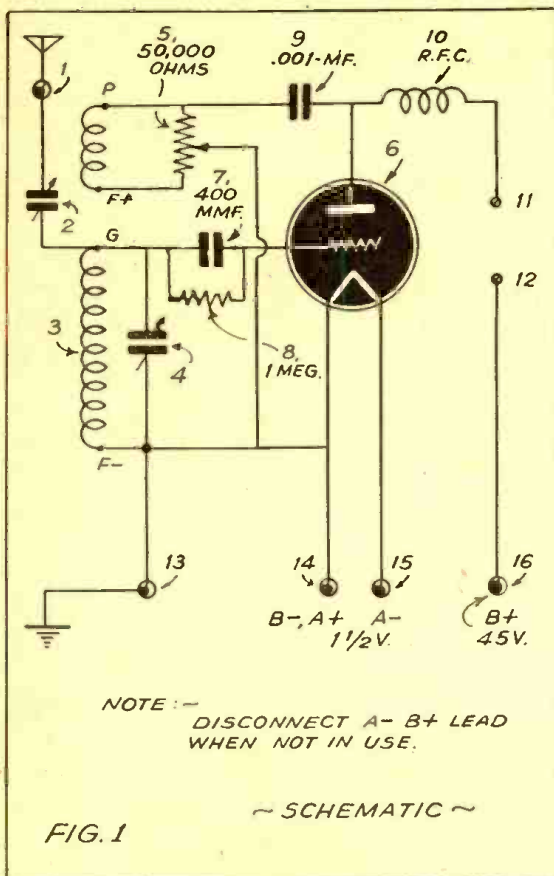 5,
50,000
OHMS
9
.001-MF.
10
R.F.C.
1
P
6
F+
7,
400
MMF.
11
2
G
12
3
4
8,
1 MEG.
F-
13
14
15
16
B-, A+ A-
1 1/2 V.
B+
45V.
NOTE :~
DISCONNECT A- B+ LEAD
WHEN NOT IN USE.
~ SCHEMATIC ~
FIG. 1